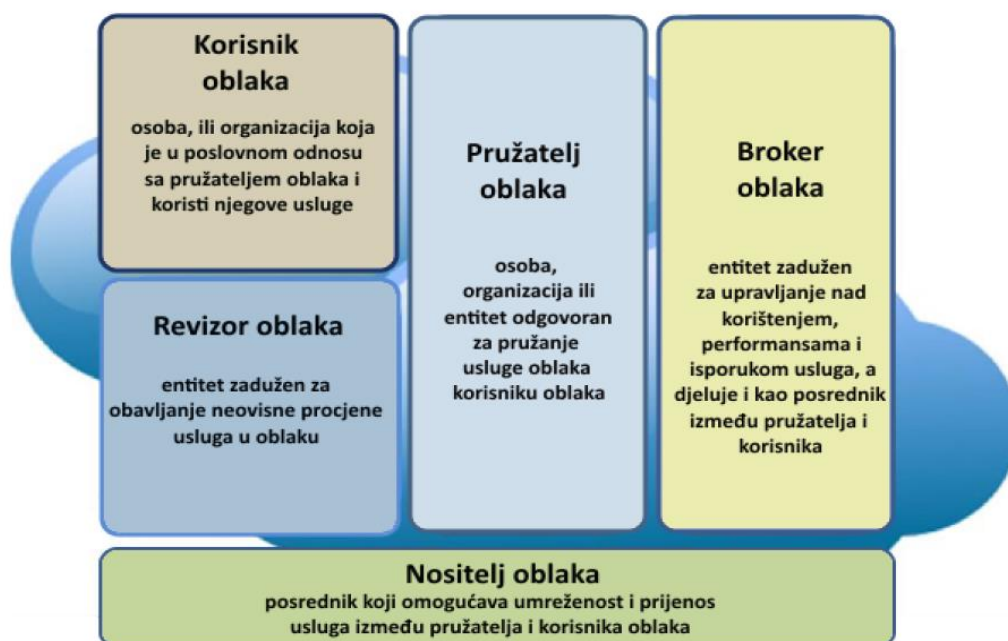 Korisnik
oblaka
osoba, ili organizacija koja
je u poslovnom odnosu
sa pružateljem oblaka i
koristi njegove usluge
Revizor oblaka
entitet zadužen za
obavljanje neovisne procjene
usluga u oblaku
Pružatelj
oblaka
osoba,
organizacija ili
entitet odgovoran
za pružanje
usluge oblaka
korisniku oblaka
Broker
oblaka
entitet zadužen
za upravljanje nad
korištenjem,
performansama i
isporukom usluga, a
djeluje i kao posrednik
između pružatelja i
korisnika
Nositelj oblaka
posrednik koji omogućava umreženost i prijenos
usluga između pružatelja i korisnika oblaka